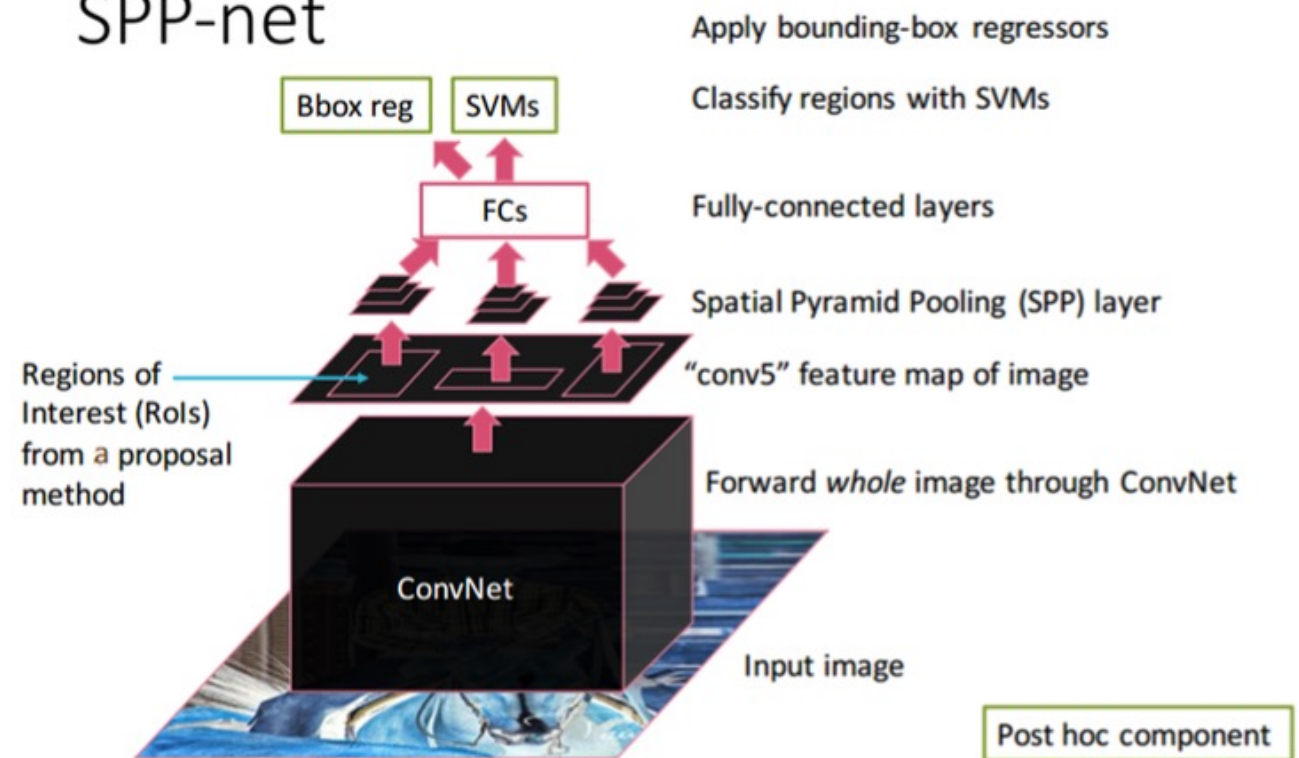 SPP-net
Apply bounding-box regressors
Bbox reg
SVMs
Classify regions with SVMs
FCs
Fully-connected layers
Spatial Pyramid Pooling (SPP) layer
Regions of
Interest (RoIs)
from a proposal
method
“conv5” feature map of image
Forward whole image through ConvNet
ConvNet
Input image
Post hoc component